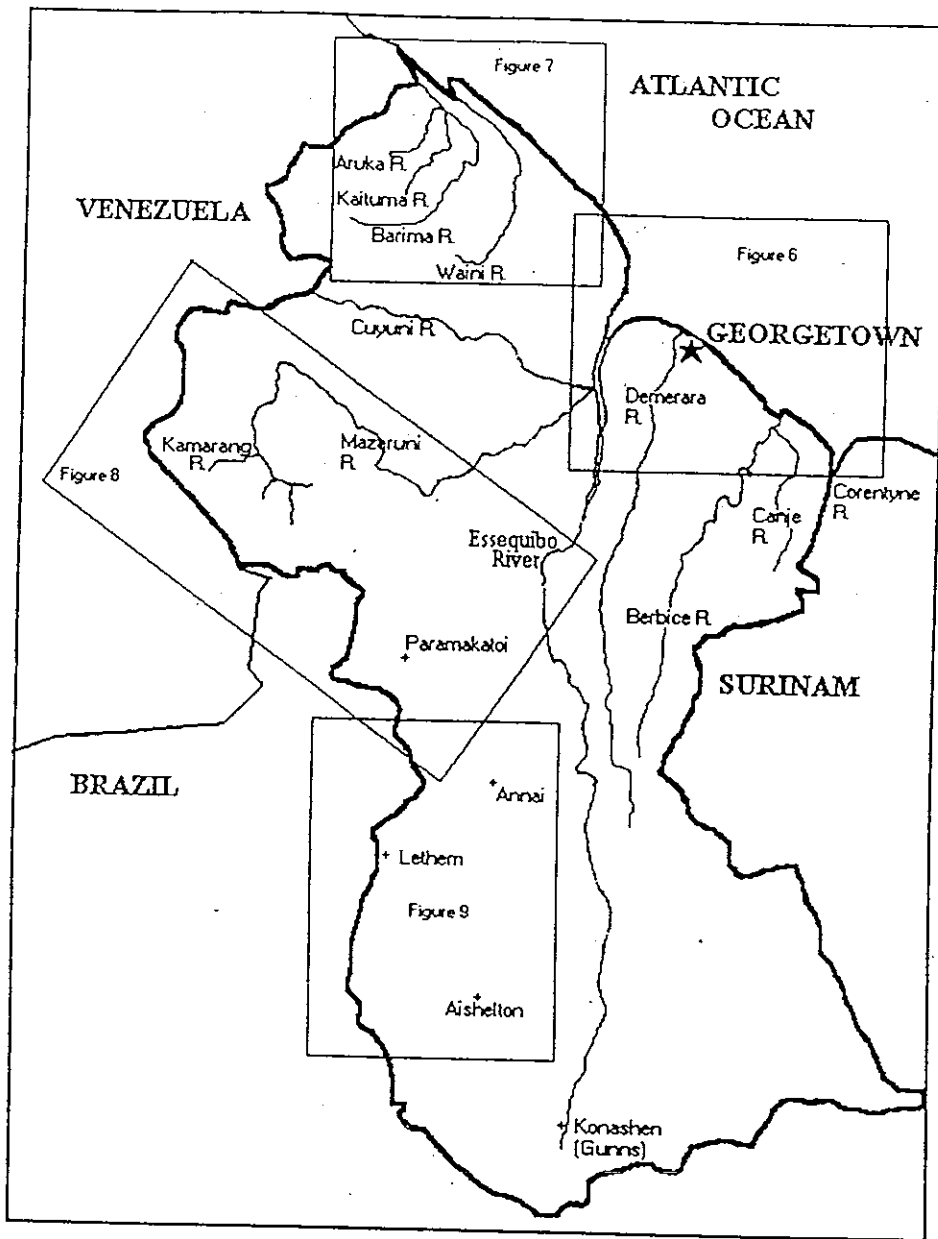 Figure 7
ATLANTIC
OCEAN
Aruka R.
Kaituma R.
VENEZUELA
Barima R.
Waini R.
Figure 6
Cuyuni R.
GEORGETOWN
Demerara
R.
Kamarang
R.
Mazaruni
R.
Figure 8
Corentyne
R.
Canje
R.
Essequibo
River
Berbice R.
Paramakatoi
SURINAM
BRAZIL
Annai
Lethem
Figure 9
Aishelton
Konashen
(Gunns)